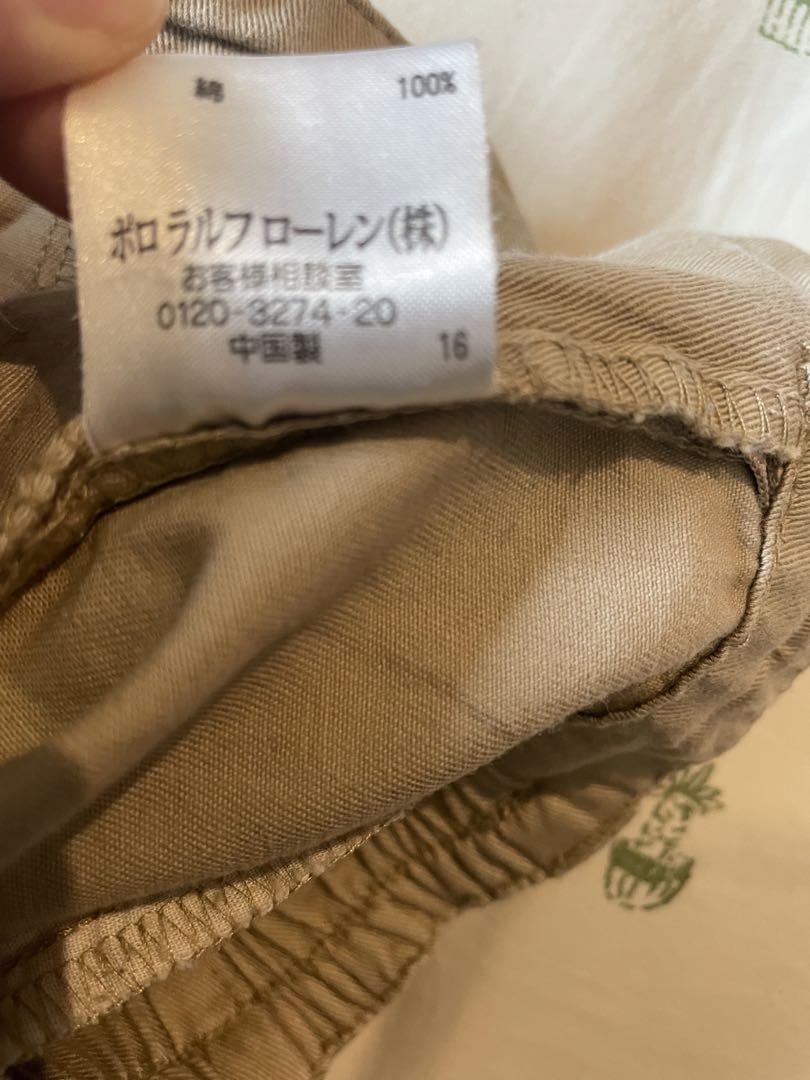 綿 100%
ポロ ラルフ ローレン(株)
お客様相談室
0120-3274-20
中国製 16